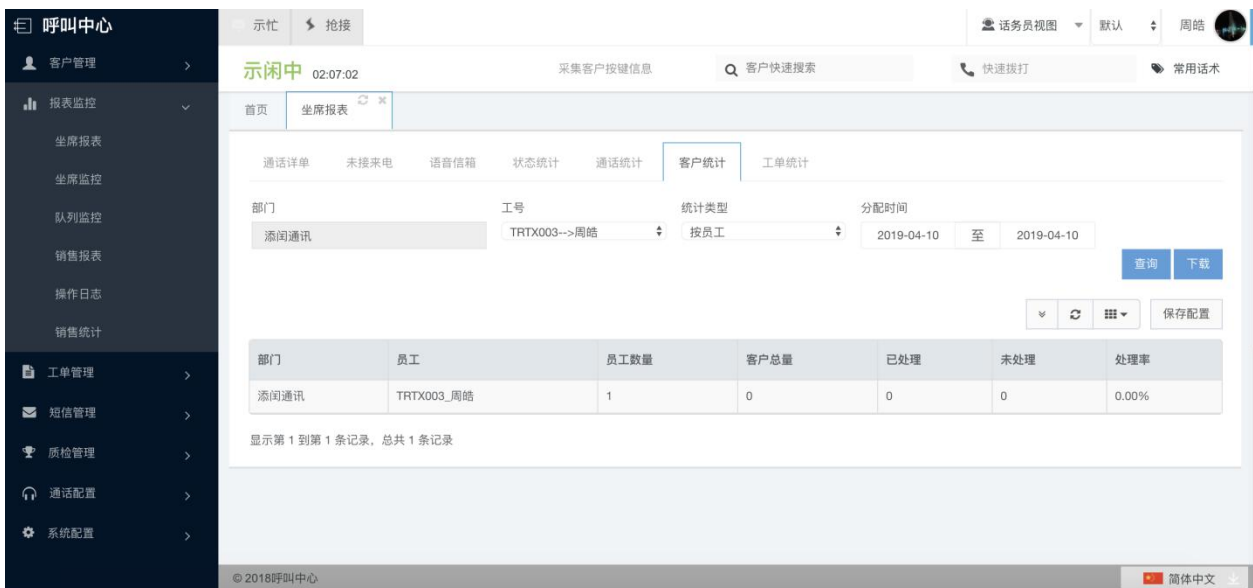 呼叫中心
示忙 抢接 话务员视图 默认 周皓
客户管理
示闲中 02:07:02 采集客户按键信息 客户快速搜索 快速拨打 常用话术
报表监控
首页 坐席报表
坐席报表
坐席监控
队列监控
销售报表
操作日志
销售统计
工单管理
短信管理
质检管理
通话配置
系统配置
通话详单 未接来电 语音信箱 状态统计 通话统计 客户统计 工单统计
部门 工号 统计类型 分配时间
添闰通讯 TRTX003-->周皓 按员工 2019-04-10 至 2019-04-10
查询 下载
保存配置
部门 员工 员工数量 客户总量 已处理 未处理 处理率
添闰通讯 TRTX003_周皓 1 0 0 0 0.00%
显示第 1 到第 1 条记录，总共 1 条记录
© 2018呼叫中心 简体中文